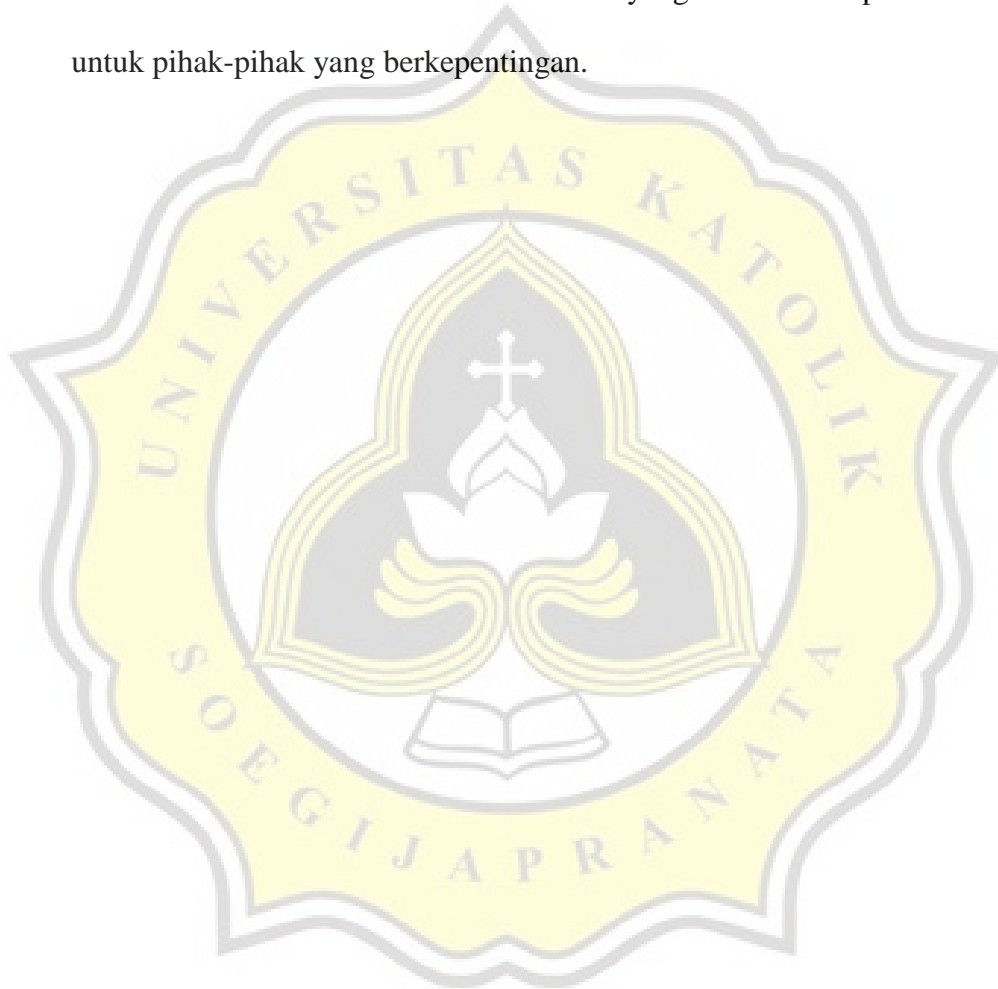 untuk pihak-pihak yang berkepentingan.
UNIVERSITAS KATOLIK
SOEGIJAPRANATA